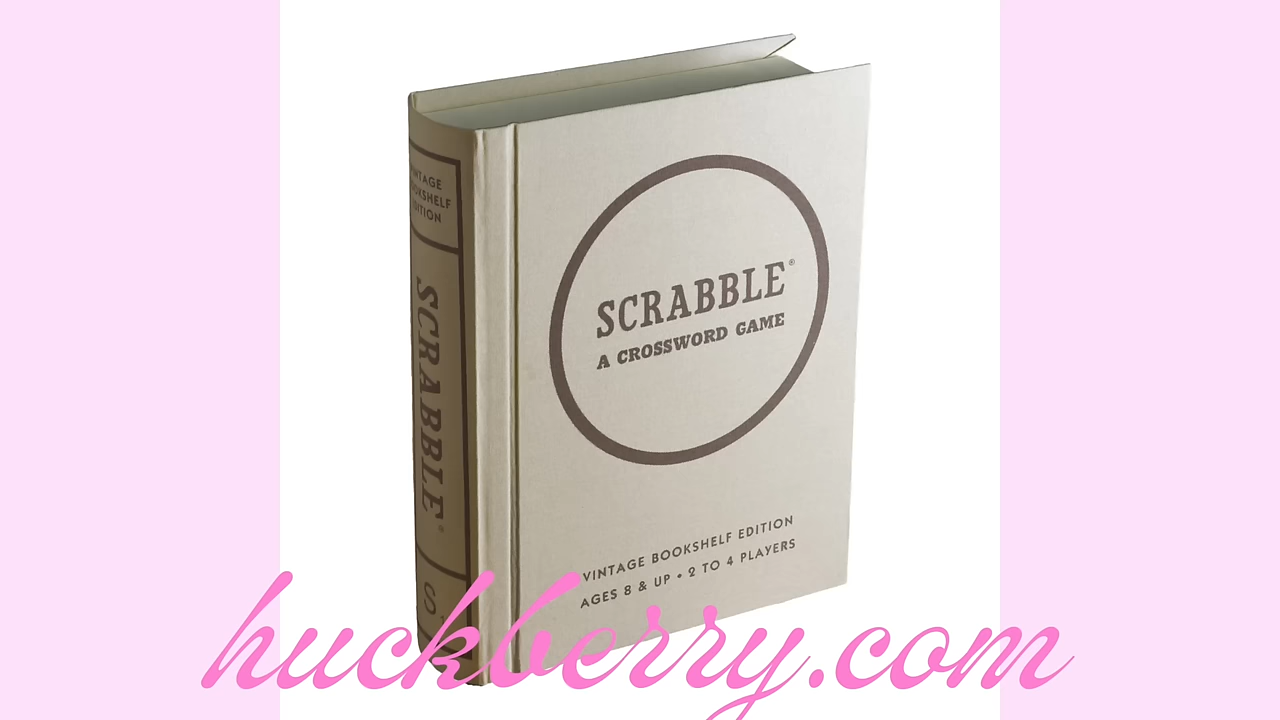 VINTAGE
BOOKSHELF
EDITION
SCRABBLE®
S
SCRABBLE®
A CROSSWORD GAME
VINTAGE BOOKSHELF EDITION
AGES 8 & UP • 2 TO 4 PLAYERS
huckberry.com